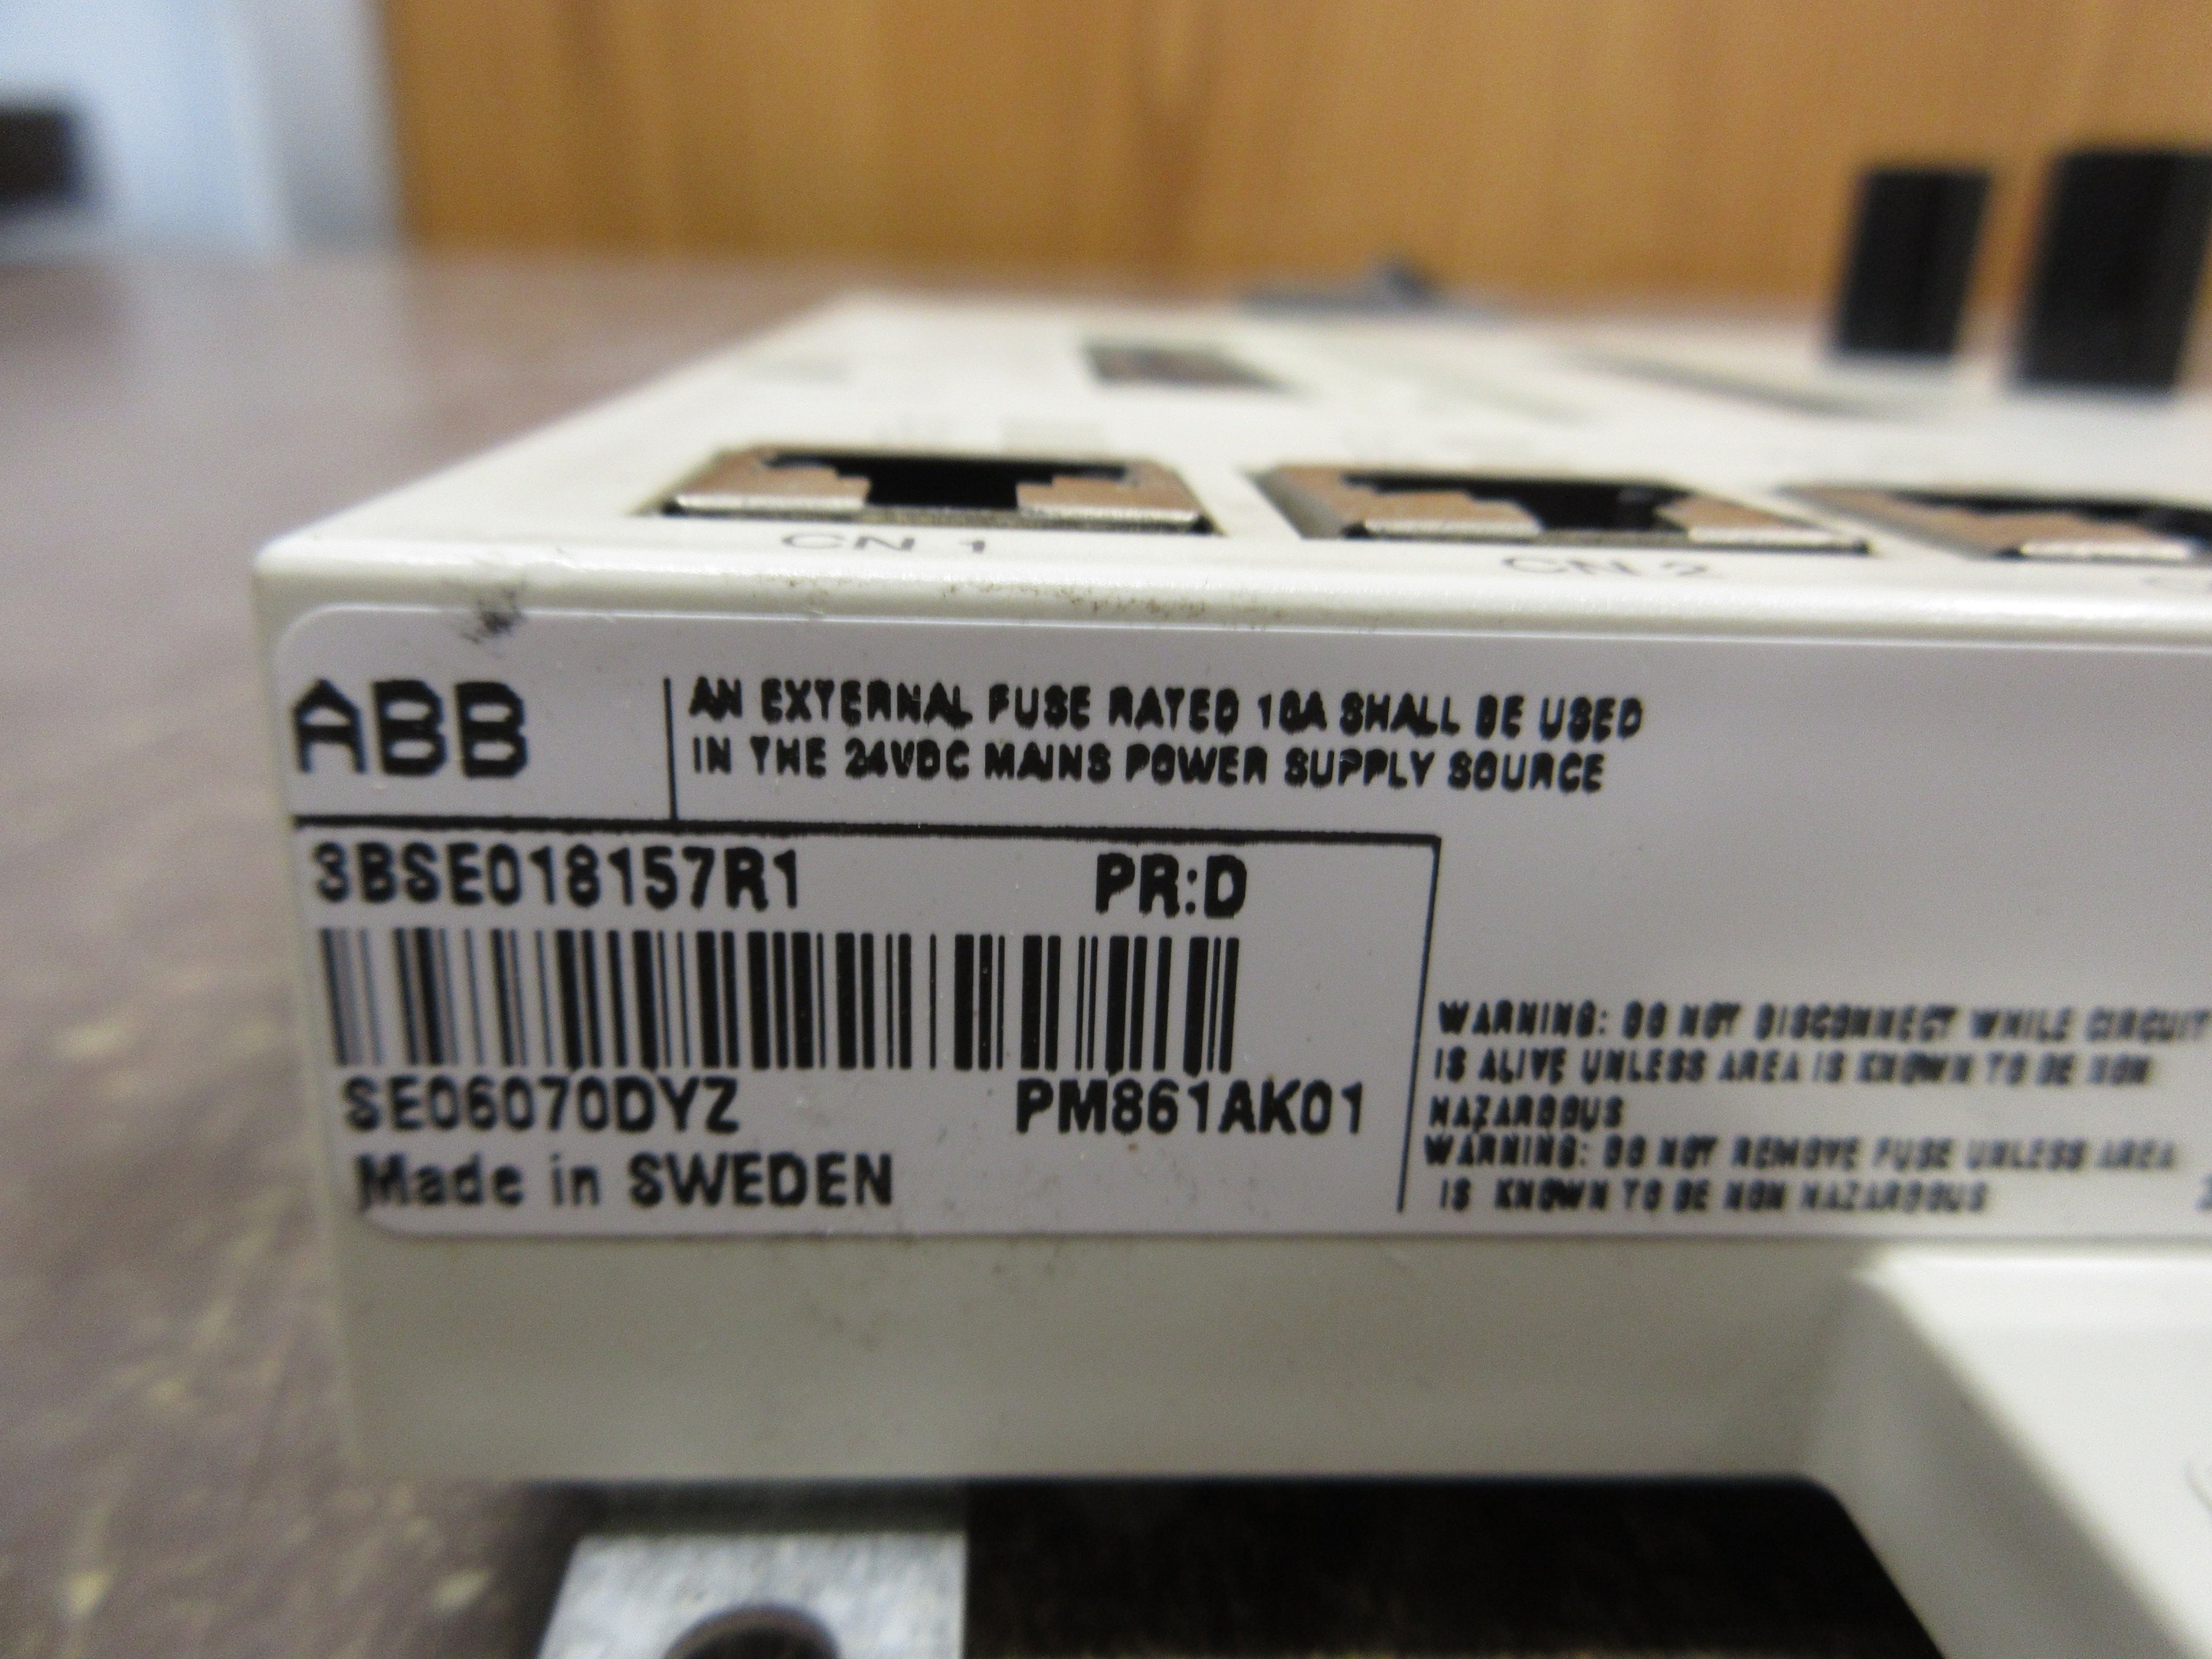 CN 1
CN 2
ABB
AN EXTERNAL FUSE RATED 10A SHALL BE USED
IN THE 24VDC MAINS POWER SUPPLY SOURCE
3BSE018157R1 PR:D
SE06070DYZ PM861AK01
Made in SWEDEN
WARNING: DO NOT DISCONNECT WHILE CIRCUIT
IS ALIVE UNLESS AREA IS KNOWN TO BE NON
HAZARDOUS
WARNING: DO NOT REMOVE FUSE UNLESS AREA
IS KNOWN TO BE NON HAZARDOUS